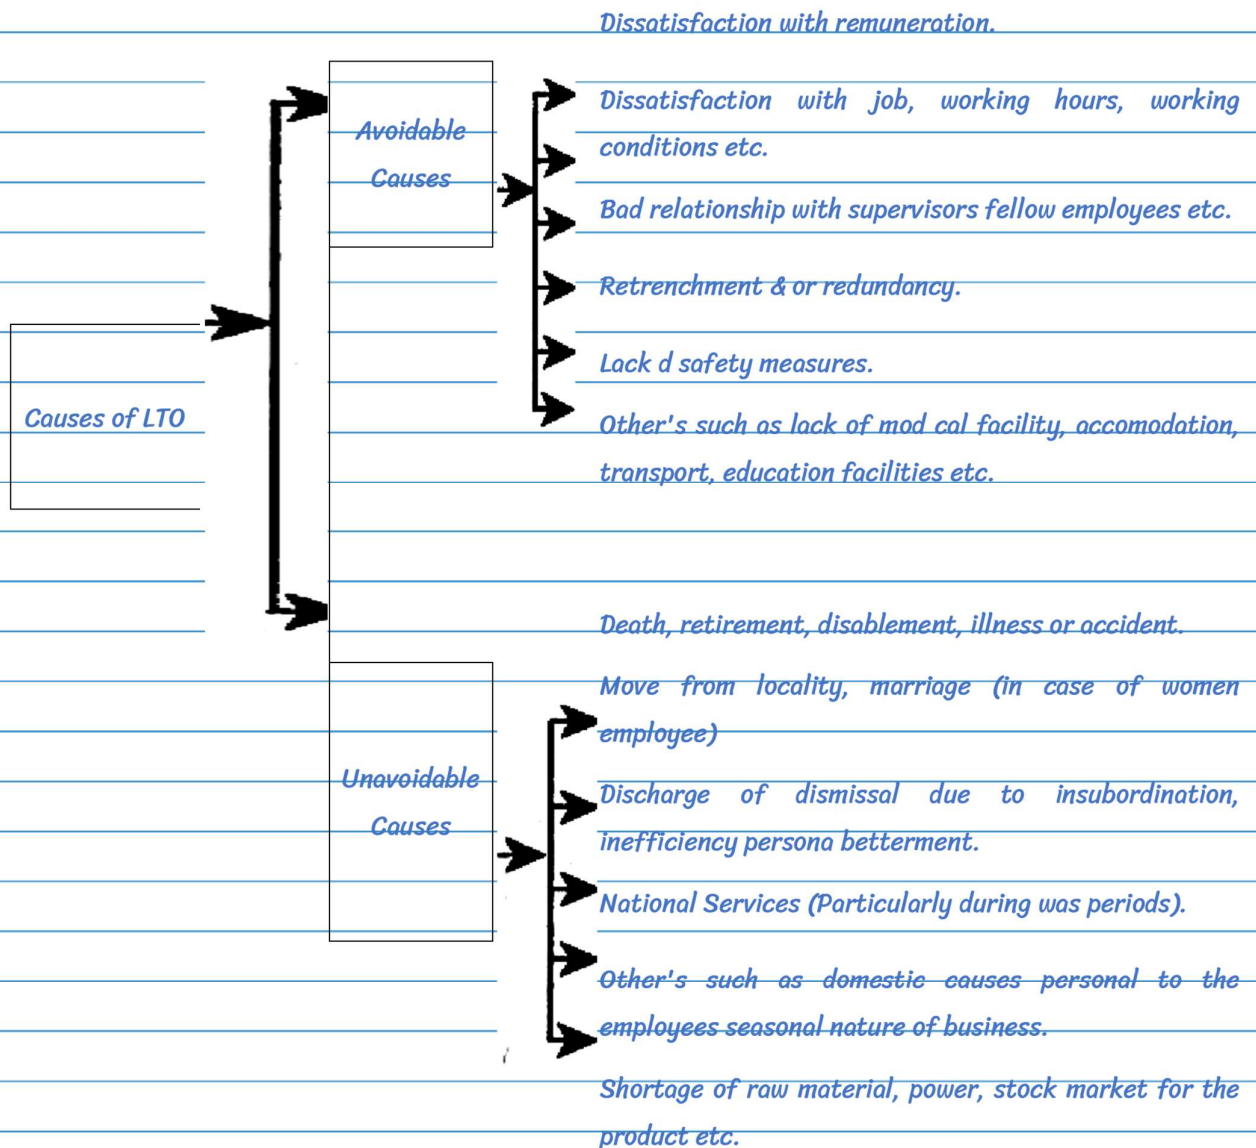 Dissatisfaction with remuneration.
Dissatisfaction with job, working hours, working
conditions etc.
Bad relationship with supervisors fellow employees etc.
Retrenchment & or redundancy.
Lack d safety measures.
Other's such as lack of mod cal facility, accomodation,
transport, education facilities etc.
Avoidable
Causes
Causes of LTO
Unavoidable
Causes
Death, retirement, disablement, illness or accident.
Move from locality, marriage (in case of women
employee)
Discharge of dismissal due to insubordination,
inefficiency persona betterment.
National Services (Particularly during was periods).
Other's such as domestic causes personal to the
employees seasonal nature of business.
Shortage of raw material, power, stock market for the
product etc.